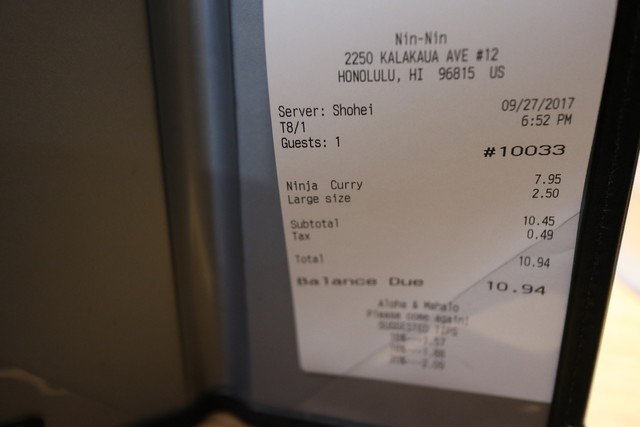 Nin-Nin
2250 KALAKAUA AVE #12
HONOLULU, HI 96815 US
Server: Shohei 09/27/2017
T8/1 6:52 PM
Guests: 1
#10033
Ninja Curry 7.95
Large size 2.50
Subtotal 10.45
Tax 0.49
Total 10.94
Balance Due 10.94
Aloha & Mahalo
Please come again!
SUGGESTED TIPS